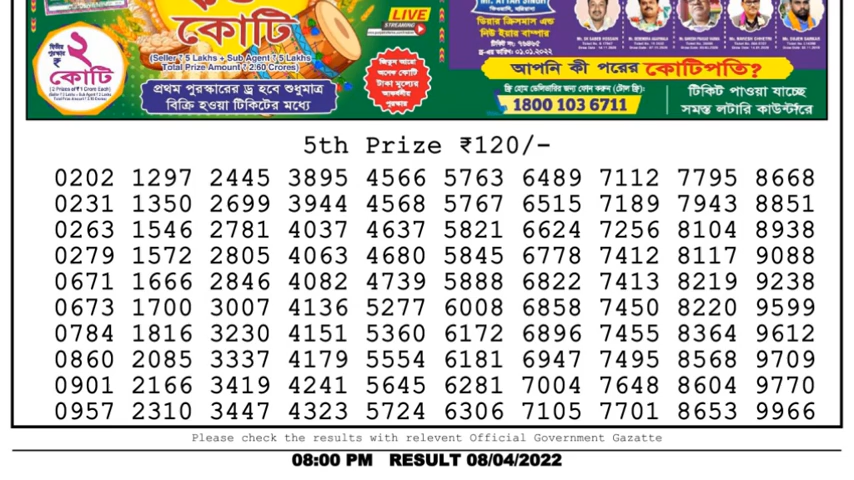 ২
কোটি
কোটি
(Seller ₹ 5 Lakhs + Sub Agent ₹ 5 Lakhs
Total Prize Amount ₹ 2.60 Crores)
প্রথম পুরস্কারের ড্র হবে শুধুমাত্র
বিক্রি হওয়া টিকিটের মধ্যে
LIVE
STREAMING
ডিয়ার ক্রিসমাস এন্ড
নিউ ইয়ার বাম্পার
আপনি কী পরের কোটিপতি?
ফ্রি হোম ডেলিভারির জন্য ফোন করুন (টোল ফ্রি):
1800 103 6711
টিকিট পাওয়া যাচ্ছে
সমস্ত লটারি কাউন্টারে
5th Prize ₹120/-
0202 1297 2445 3895 4566 5763 6489 7112 7795 8668
0231 1350 2699 3944 4568 5767 6515 7189 7943 8851
0263 1546 2781 4037 4637 5821 6624 7256 8104 8938
0279 1572 2805 4063 4680 5845 6778 7412 8117 9088
0671 1666 2846 4082 4739 5888 6822 7413 8219 9238
0673 1700 3007 4136 5277 6008 6858 7450 8220 9599
0784 1816 3230 4151 5360 6172 6896 7455 8364 9612
0860 2085 3337 4179 5554 6181 6947 7495 8568 9709
0901 2166 3419 4241 5645 6281 7004 7648 8604 9770
0957 2310 3447 4323 5724 6306 7105 7701 8653 9966
Please check the results with relevent Official Government Gazatte
08:00 PM RESULT 08/04/2022